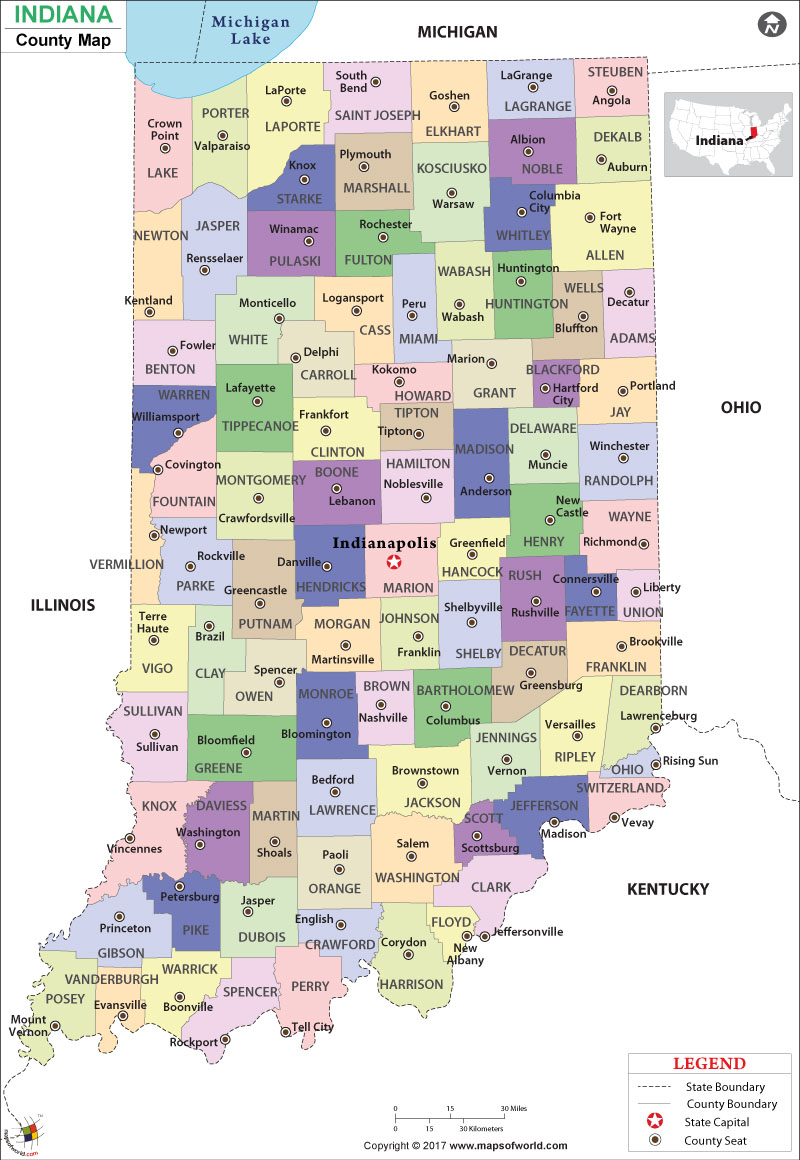 INDIANA
County Map
Michigan
Lake
MICHIGAN
N
South
Bend
LaPorte
LAPORTE
SAINT JOSEPH
Goshen
ELKHART
LaGrange
LAGRANGE
STEUBEN
Angola
Indiana
Crown
Point
LAKE
PORTER
Valparaiso
Knox
STARKE
Plymouth
MARSHALL
KOSCIUSKO
Warsaw
Albion
NOBLE
DEKALB
Auburn
Columbia
City
WHITLEY
Fort
Wayne
ALLEN
NEWTON
Kentland
JASPER
Rensselaer
Winamac
PULASKI
Rochester
FULTON
WABASH
Wabash
Huntington
HUNTINGTON
WELLS
Bluffton
Decatur
ADAMS
Monticello
WHITE
Logansport
CASS
Peru
MIAMI
Fowler
BENTON
Delphi
CARROLL
Kokomo
HOWARD
Marion
GRANT
BLACKFORD
Hartford
City
Portland
JAY
OHIO
WARREN
Williamsport
Lafayette
TIPPECANOE
Frankfort
CLINTON
TIPTON
Tipton
MADISON
Anderson
DELAWARE
Muncie
Winchester
RANDOLPH
Covington
FOUNTAIN
MONTGOMERY
Crawfordsville
BOONE
Lebanon
HAMILTON
Noblesville
New
Castle
HENRY
WAYNE
Richmond
Newport
VERMILLION
Rockville
PARKE
Greencastle
PUTNAM
Danville
HENDRICKS
Indianapolis
MARION
Greenfield
HANCOCK
RUSH
Rushville
Connersville
FAYETTE
Liberty
UNION
ILLINOIS
Terre
Haute
VIGO
Brazil
CLAY
Spencer
OWEN
MORGAN
Martinsville
JOHNSON
Franklin
Shelbyville
SHELBY
DECATUR
Greensburg
Brookville
FRANKLIN
SULLIVAN
Sullivan
Bloomfield
GREENE
MONROE
Bloomington
BROWN
Nashville
BARTHOLOMEW
Columbus
JENNINGS
Vernon
Versailles
RIPLEY
DEARBORN
Lawrenceburg
OHIO
Rising Sun
KNOX
Vincennes
DAVIESS
Washington
MARTIN
Shoals
Bedford
LAWRENCE
Brownstown
JACKSON
SCOTT
Scottsburg
JEFFERSON
Madison
SWITZERLAND
Vevay
Paoli
ORANGE
Salem
WASHINGTON
CLARK
Jeffersonville
KENTUCKY
Princeton
GIBSON
Petersburg
PIKE
Jasper
DUBOIS
English
CRAWFORD
Corydon
HARRISON
FLOYD
New
Albany
POSEY
Mount
Vernon
VANDERBURGH
Evansville
WARRICK
Boonville
SPENCER
Rockport
PERRY
Tell City
LEGEND
State Boundary
County Boundary
State Capital
County Seat
0 15 30 Miles
0 15 30 Kilometers
Copyright © 2017 www.mapsofworld.com
mapsofworld.com
TM